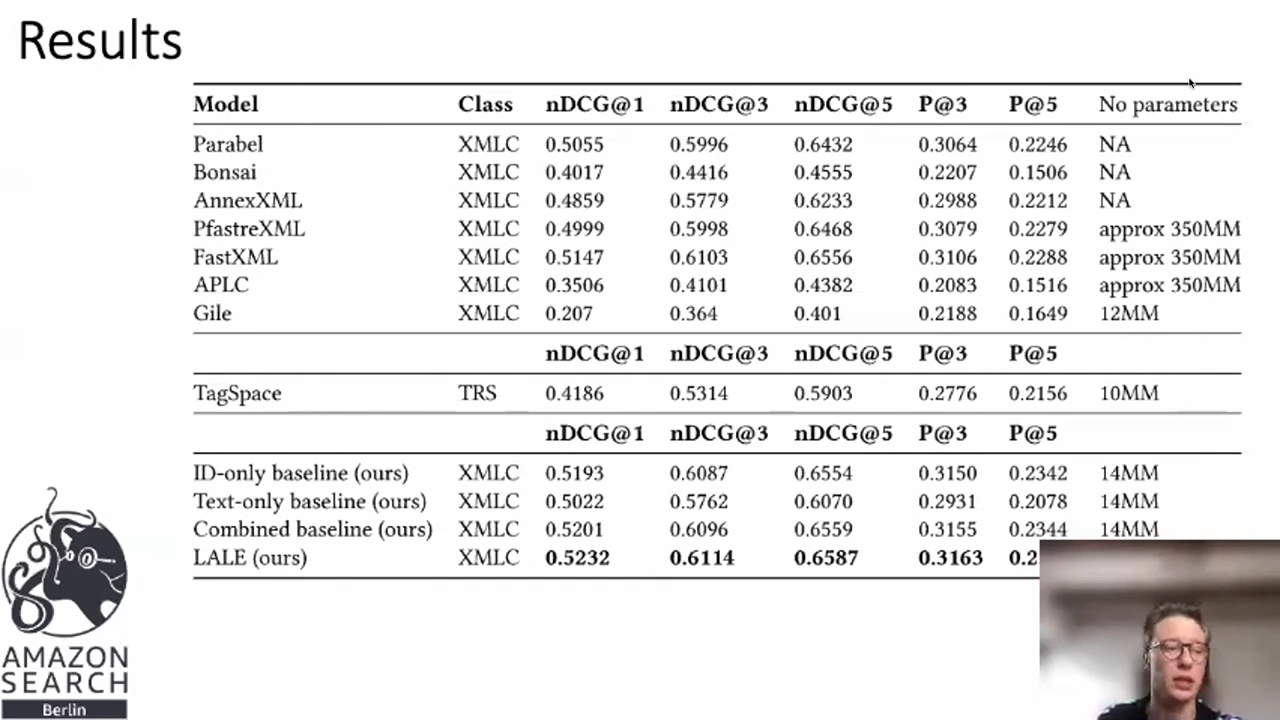 Results
Model Class nDCG@1 nDCG@3 nDCG@5 P@3 P@5 No parameters
Parabel XMLC 0.5055 0.5996 0.6432 0.3064 0.2246 NA
Bonsai XMLC 0.4017 0.4416 0.4555 0.2207 0.1506 NA
AnnexXML XMLC 0.4859 0.5779 0.6233 0.2988 0.2212 NA
PfastreXML XMLC 0.4999 0.5998 0.6468 0.3079 0.2279 approx 350MM
FastXML XMLC 0.5147 0.6103 0.6556 0.3106 0.2288 approx 350MM
APLC XMLC 0.3506 0.4101 0.4382 0.2083 0.1516 approx 350MM
Gile XMLC 0.207 0.364 0.401 0.2188 0.1649 12MM
nDCG@1 nDCG@3 nDCG@5 P@3 P@5
TagSpace TRS 0.4186 0.5314 0.5903 0.2776 0.2156 10MM
nDCG@1 nDCG@3 nDCG@5 P@3 P@5
ID-only baseline (ours) XMLC 0.5193 0.6087 0.6554 0.3150 0.2342 14MM
Text-only baseline (ours) XMLC 0.5022 0.5762 0.6070 0.2931 0.2078 14MM
Combined baseline (ours) XMLC 0.5201 0.6096 0.6559 0.3155 0.2344 14MM
LALE (ours) XMLC 0.5232 0.6114 0.6587 0.3163
AMAZON
SEARCH
Berlin